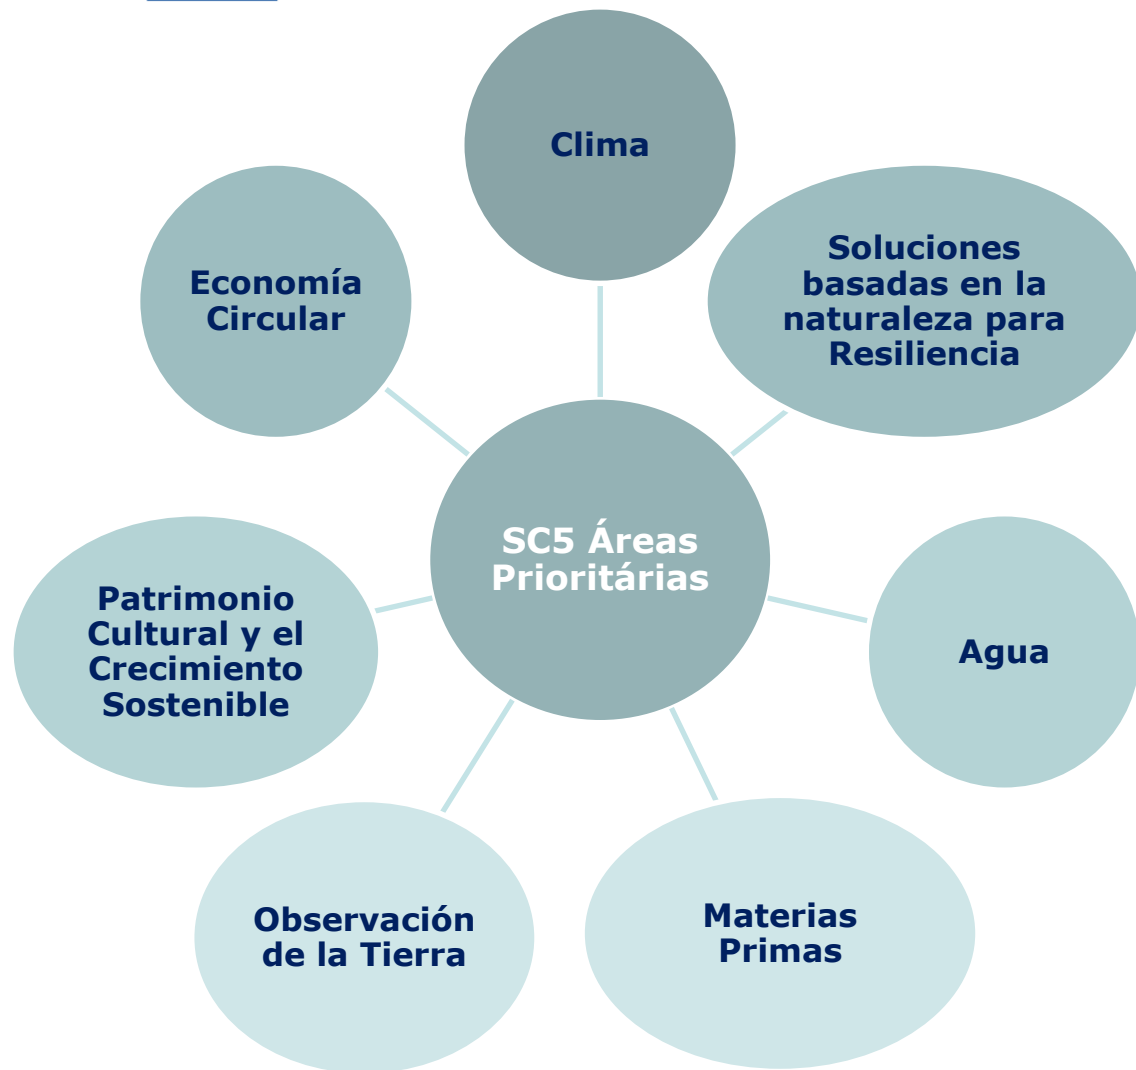 Clima
Soluciones
basadas en la
naturaleza para
Resiliencia
Economía
Circular
SC5 Áreas
Prioritárias
Patrimonio
Cultural y el
Crecimiento
Sostenible
Agua
Observación
de la Tierra
Materias
Primas